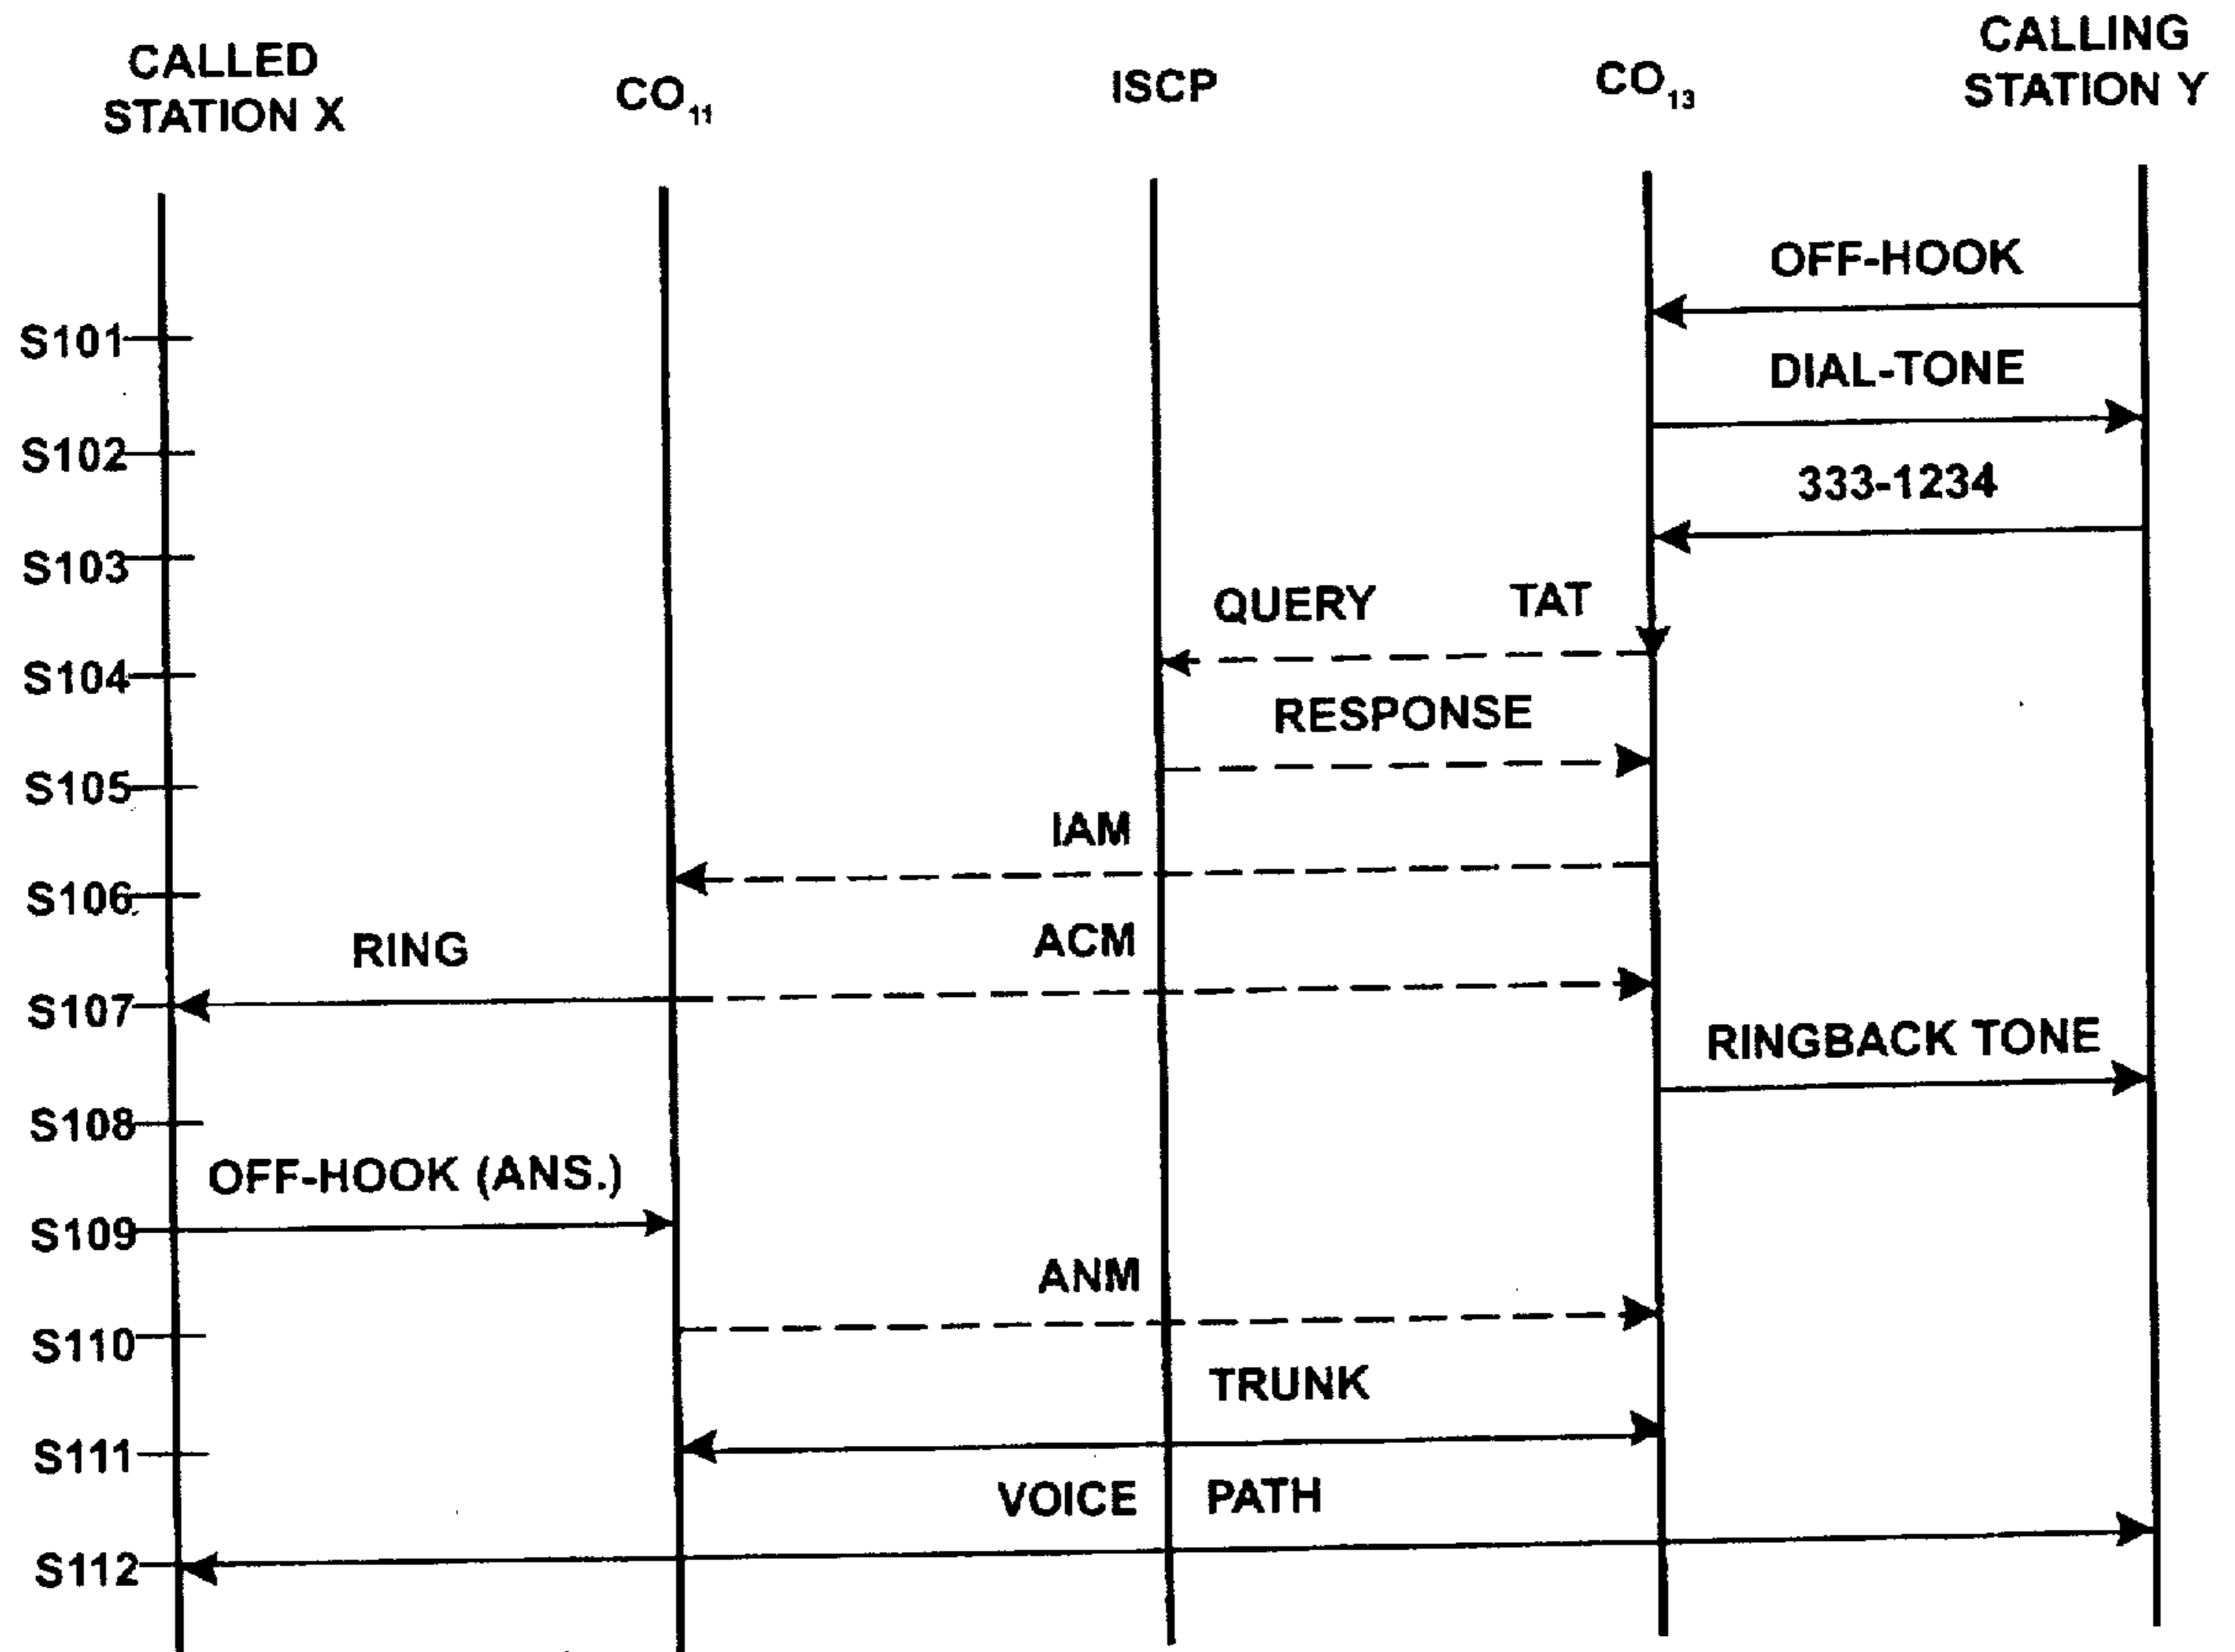 CALLED
STATION X
CO11
ISCP
CO13
CALLING
STATION Y
OFF-HOOK
S101
DIAL-TONE
S102
333-1234
S103
QUERY TAT
S104
RESPONSE
S105
IAM
S106
RING ACM
S107
RINGBACK TONE
S108
OFF-HOOK (ANS.)
S109
ANM
S110
TRUNK
S111
VOICE PATH
S112